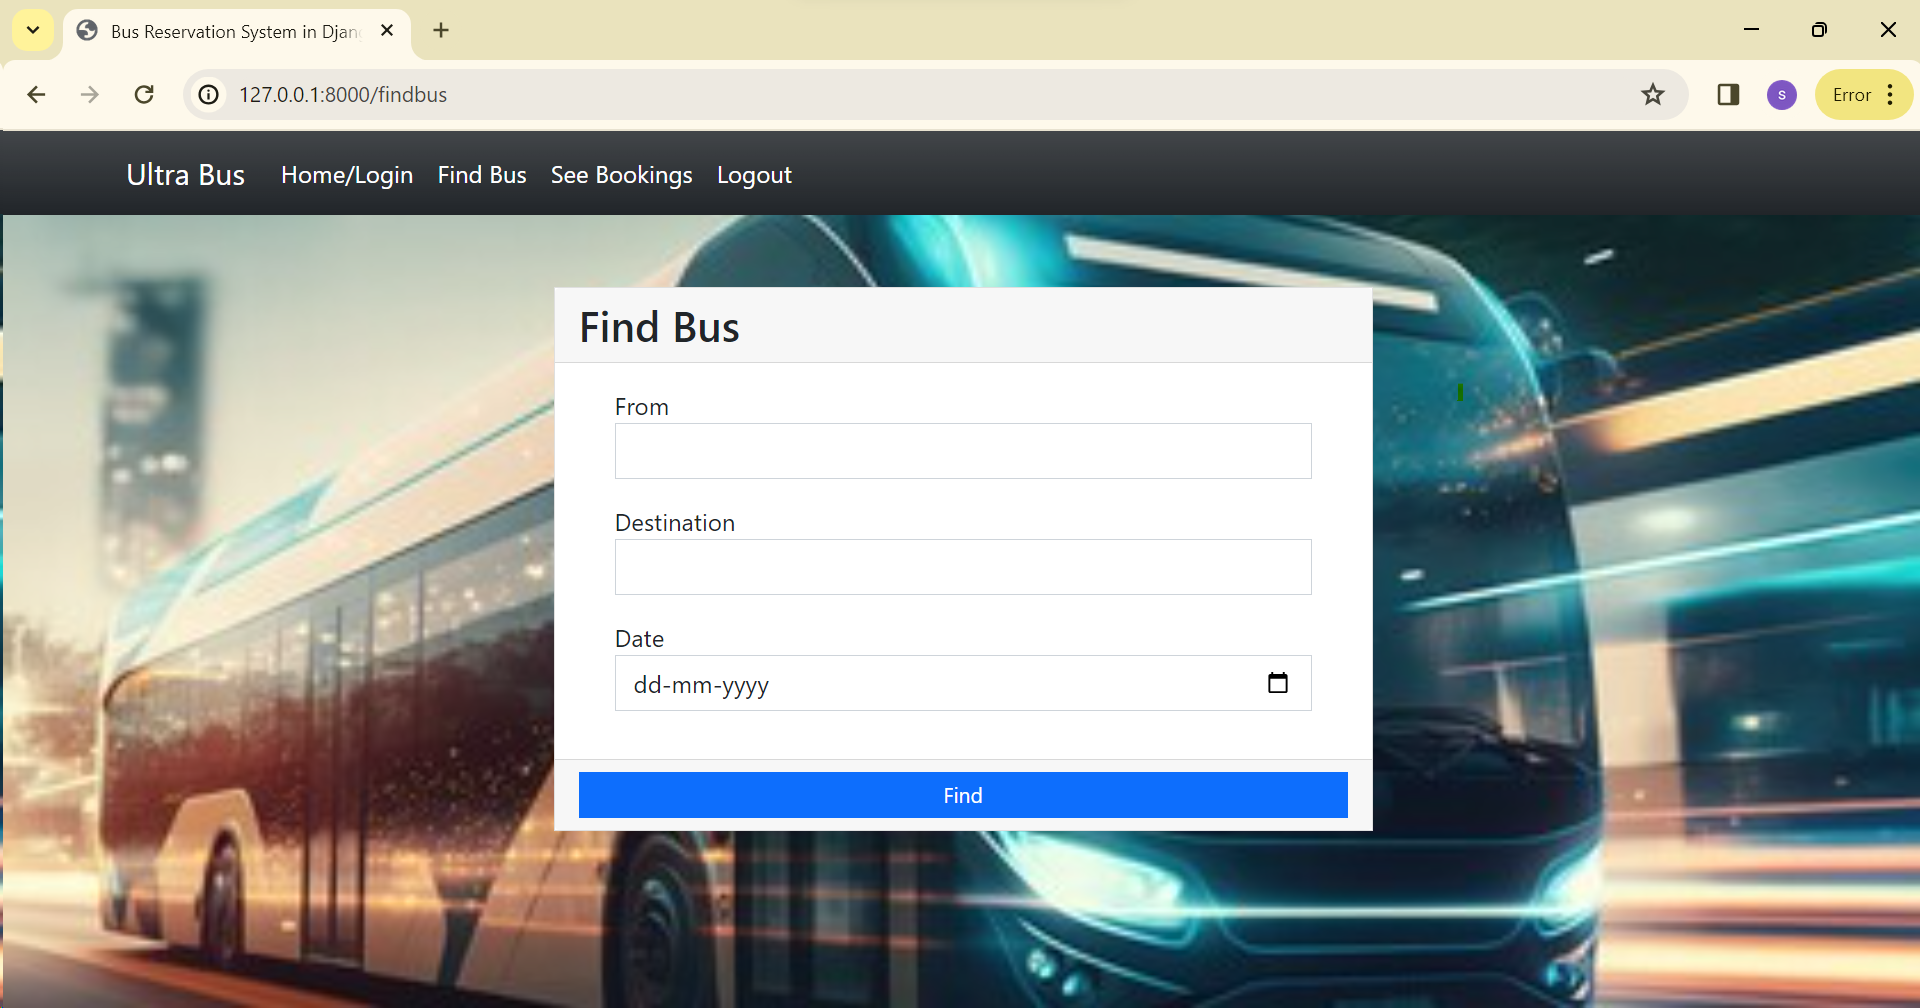 Bus Reservation System in Djan
127.0.0.1:8000/findbus
S
Error
Ultra Bus
Home/Login
Find Bus
See Bookings
Logout
Find Bus
From
Destination
Date
dd-mm-yyyy
Find